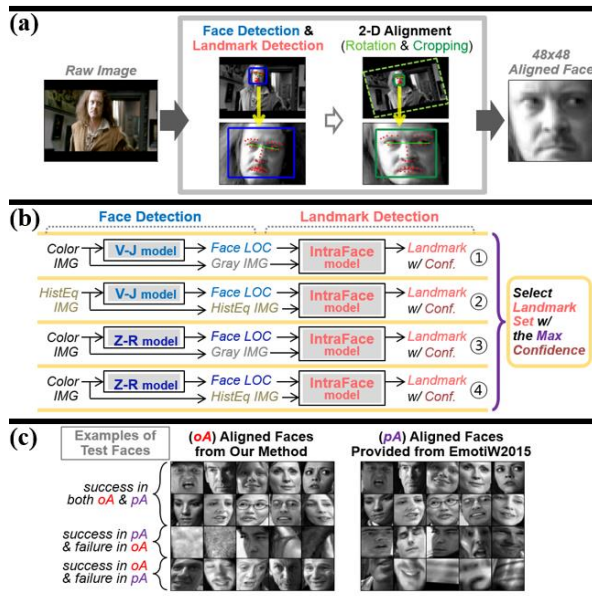 (a)
Raw Image
Face Detection &
Landmark Detection
2-D Alignment
(Rotation & Cropping)
48x48
Aligned Face
(b)
Face Detection
Landmark Detection
Color
IMG
V-J model
Face LOC
Gray IMG
IntraFace
model
Landmark
w/ Conf.
①
HistEq
IMG
V-J model
Face LOC
HistEq IMG
IntraFace
model
Landmark
w/ Conf.
②
Color
IMG
Z-R model
Face LOC
Gray IMG
IntraFace
model
Landmark
w/ Conf.
③
Color
IMG
Z-R model
Face LOC
HistEq IMG
IntraFace
model
Landmark
w/ Conf.
④
Select
Landmark
Set w/
the Max
Confidence
(c)
Examples of
Test Faces
(oA) Aligned Faces
from Our Method
(pA) Aligned Faces
Provided from EmotiW2015
success in
both oA & pA
success in pA
& failure in oA
success in oA
& failure in pA